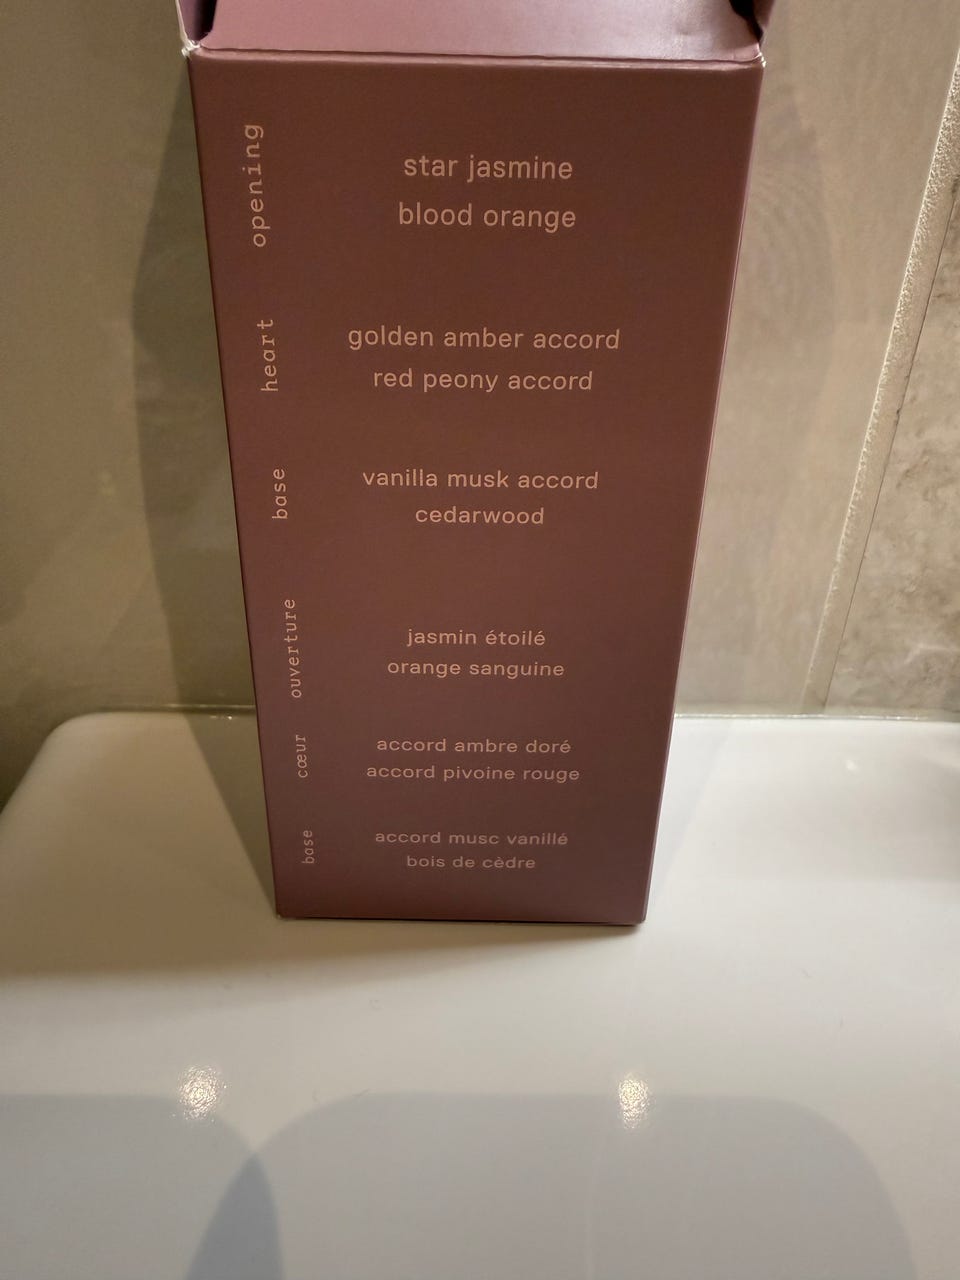 opening
star jasmine
blood orange
heart
golden amber accord
red peony accord
base
vanilla musk accord
cedarwood
ouverture
jasmin étoilé
orange sanguine
cœur
accord ambre doré
accord pivoine rouge
base
accord musc vanillé
bois de cèdre